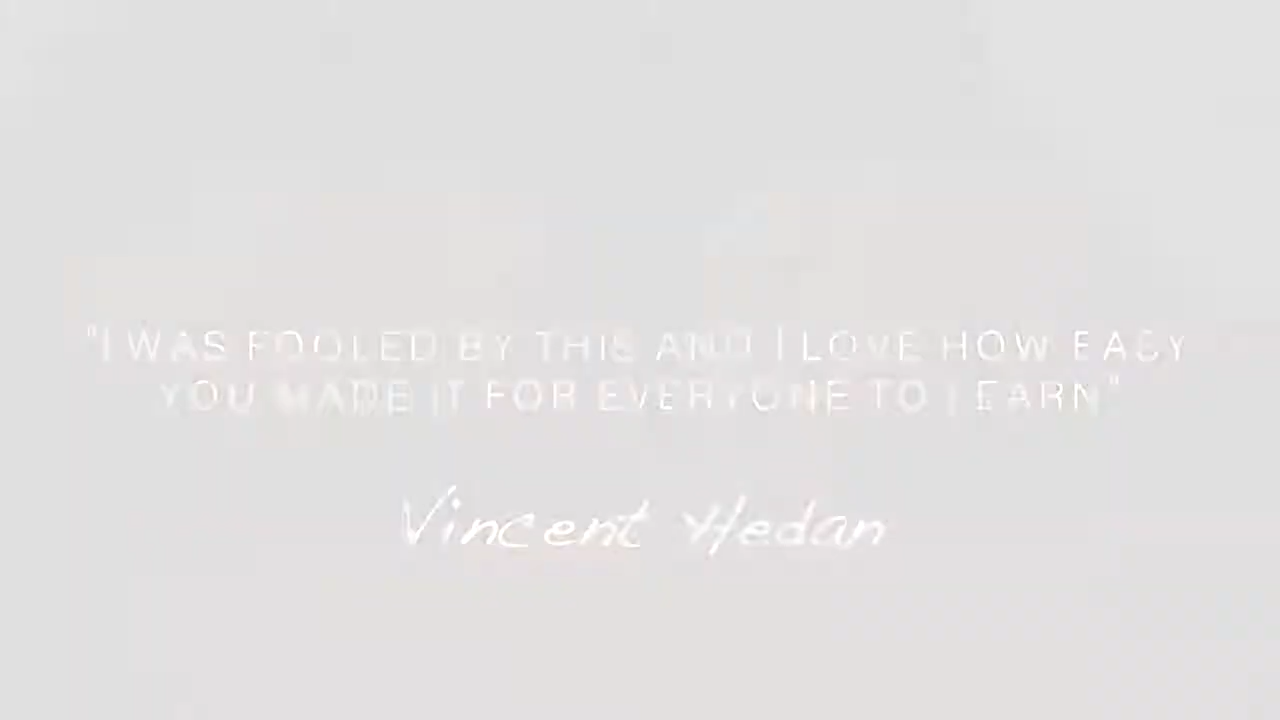 "I WAS FOOLED BY THIS AND I LOVE HOW EASY
YOU MADE IT FOR EVERYONE TO LEARN"
Vincent Hedan